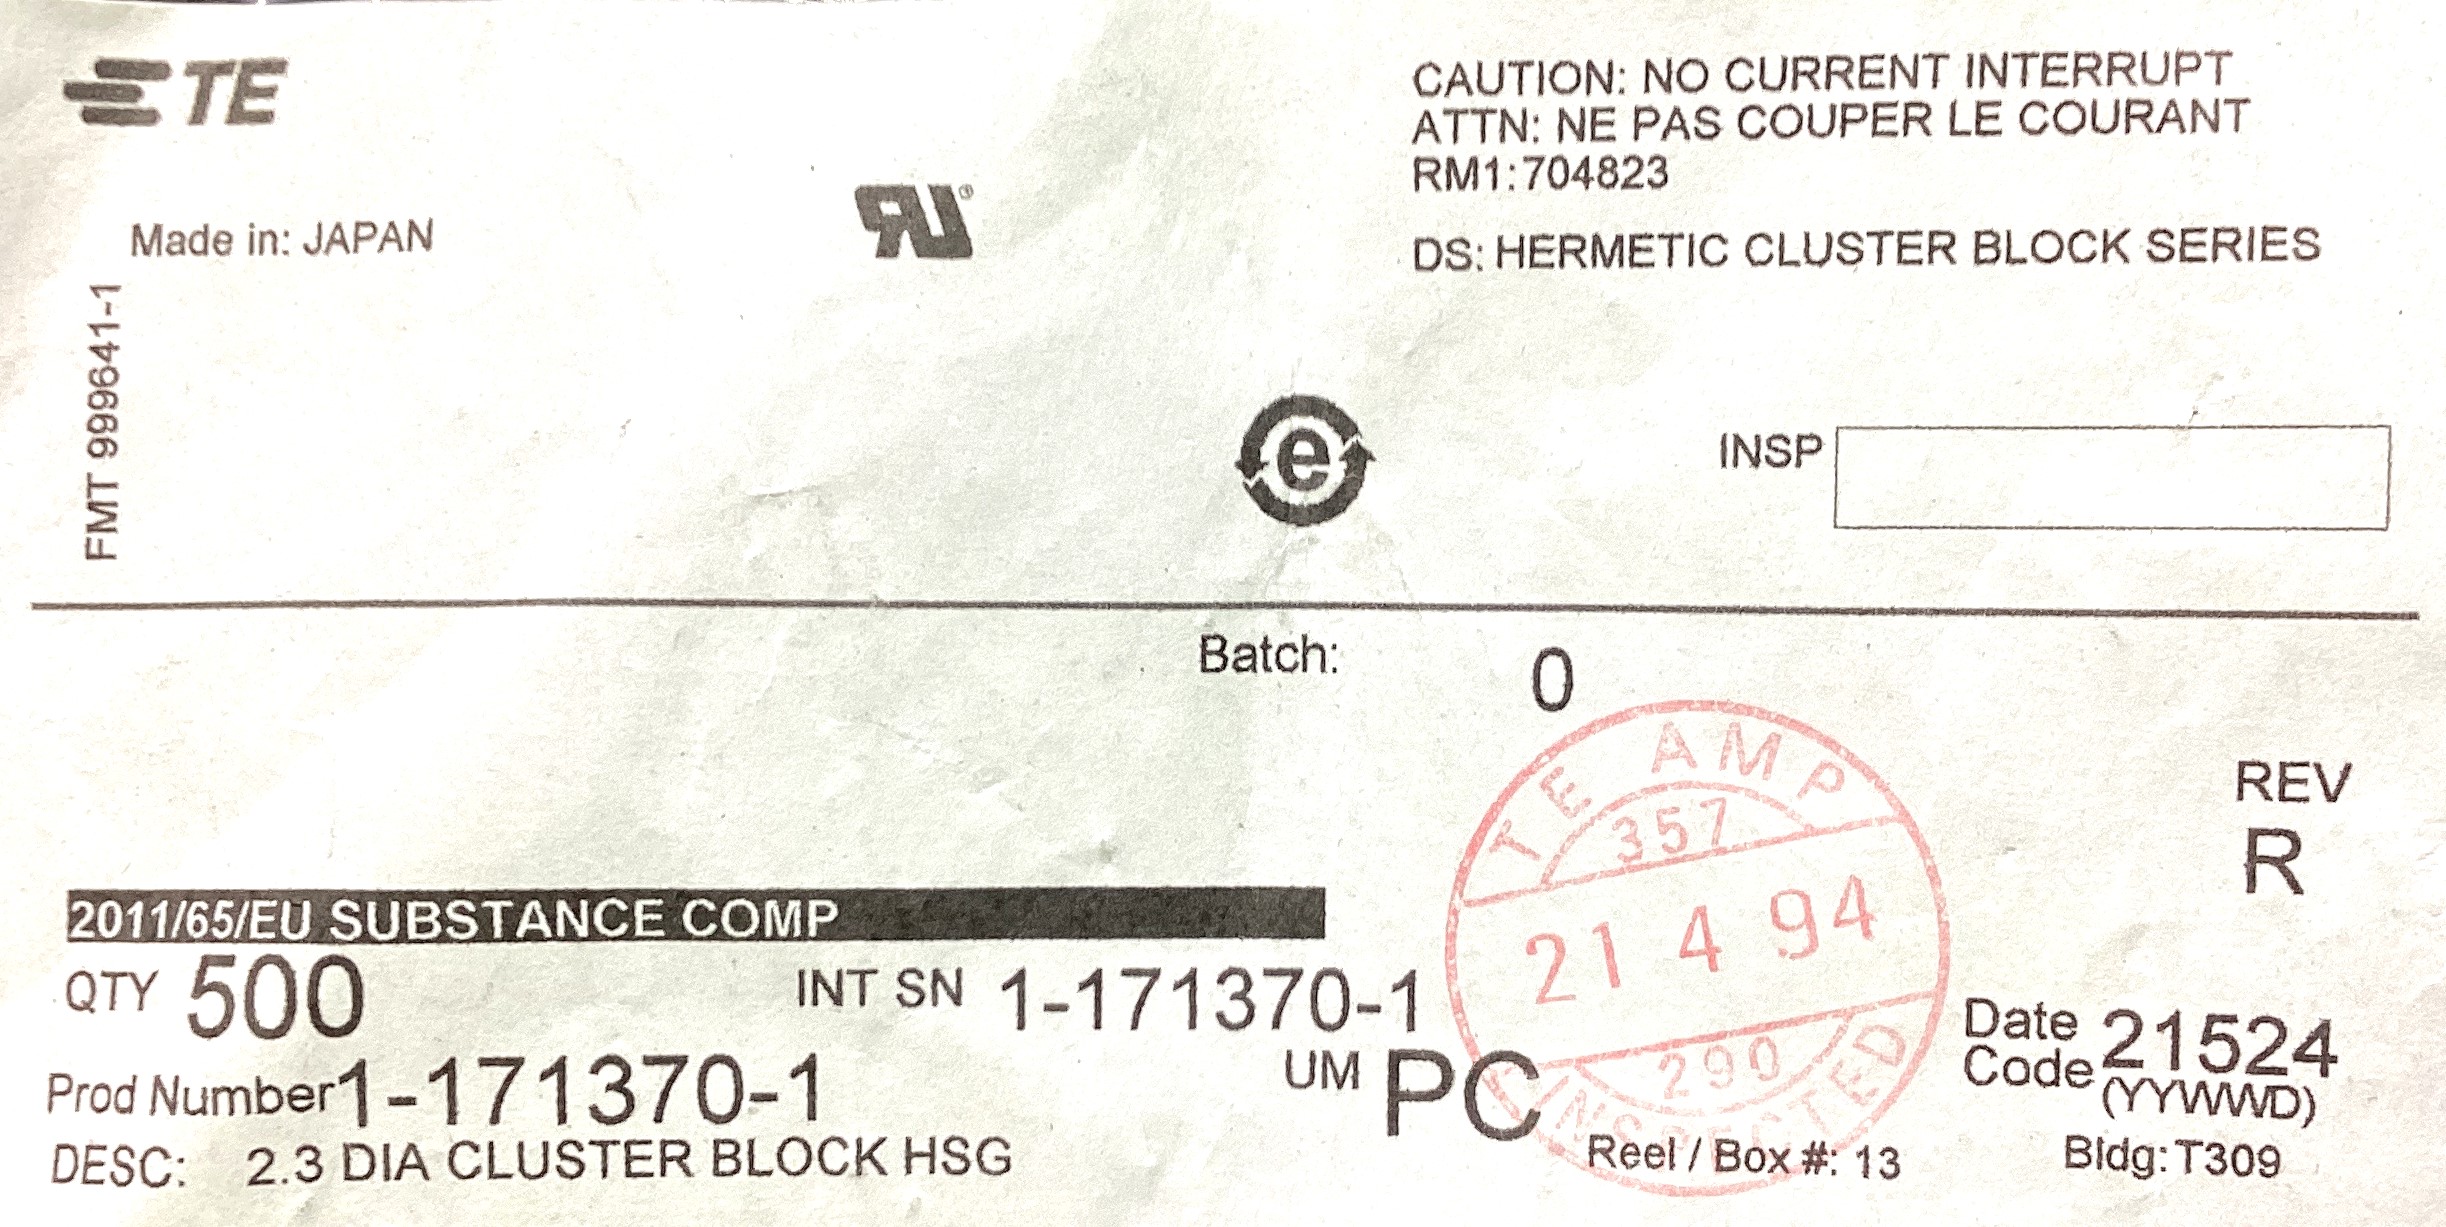 TE
CAUTION: NO CURRENT INTERRUPT
ATTN: NE PAS COUPER LE COURANT
RM1:704823
Made in: JAPAN
RU®
DS: HERMETIC CLUSTER BLOCK SERIES
FMT 999641-1
e
INSP
Batch: 0
TE AMP
357
21 4 94
290
INSPECTED
REV
R
2011/65/EU SUBSTANCE COMP
QTY 500
INT SN 1-171370-1
Date Code 21524
(YYWWD)
Prod Number 1-171370-1
UM PC
DESC: 2.3 DIA CLUSTER BLOCK HSG
Reel / Box #: 13
Bldg:T309